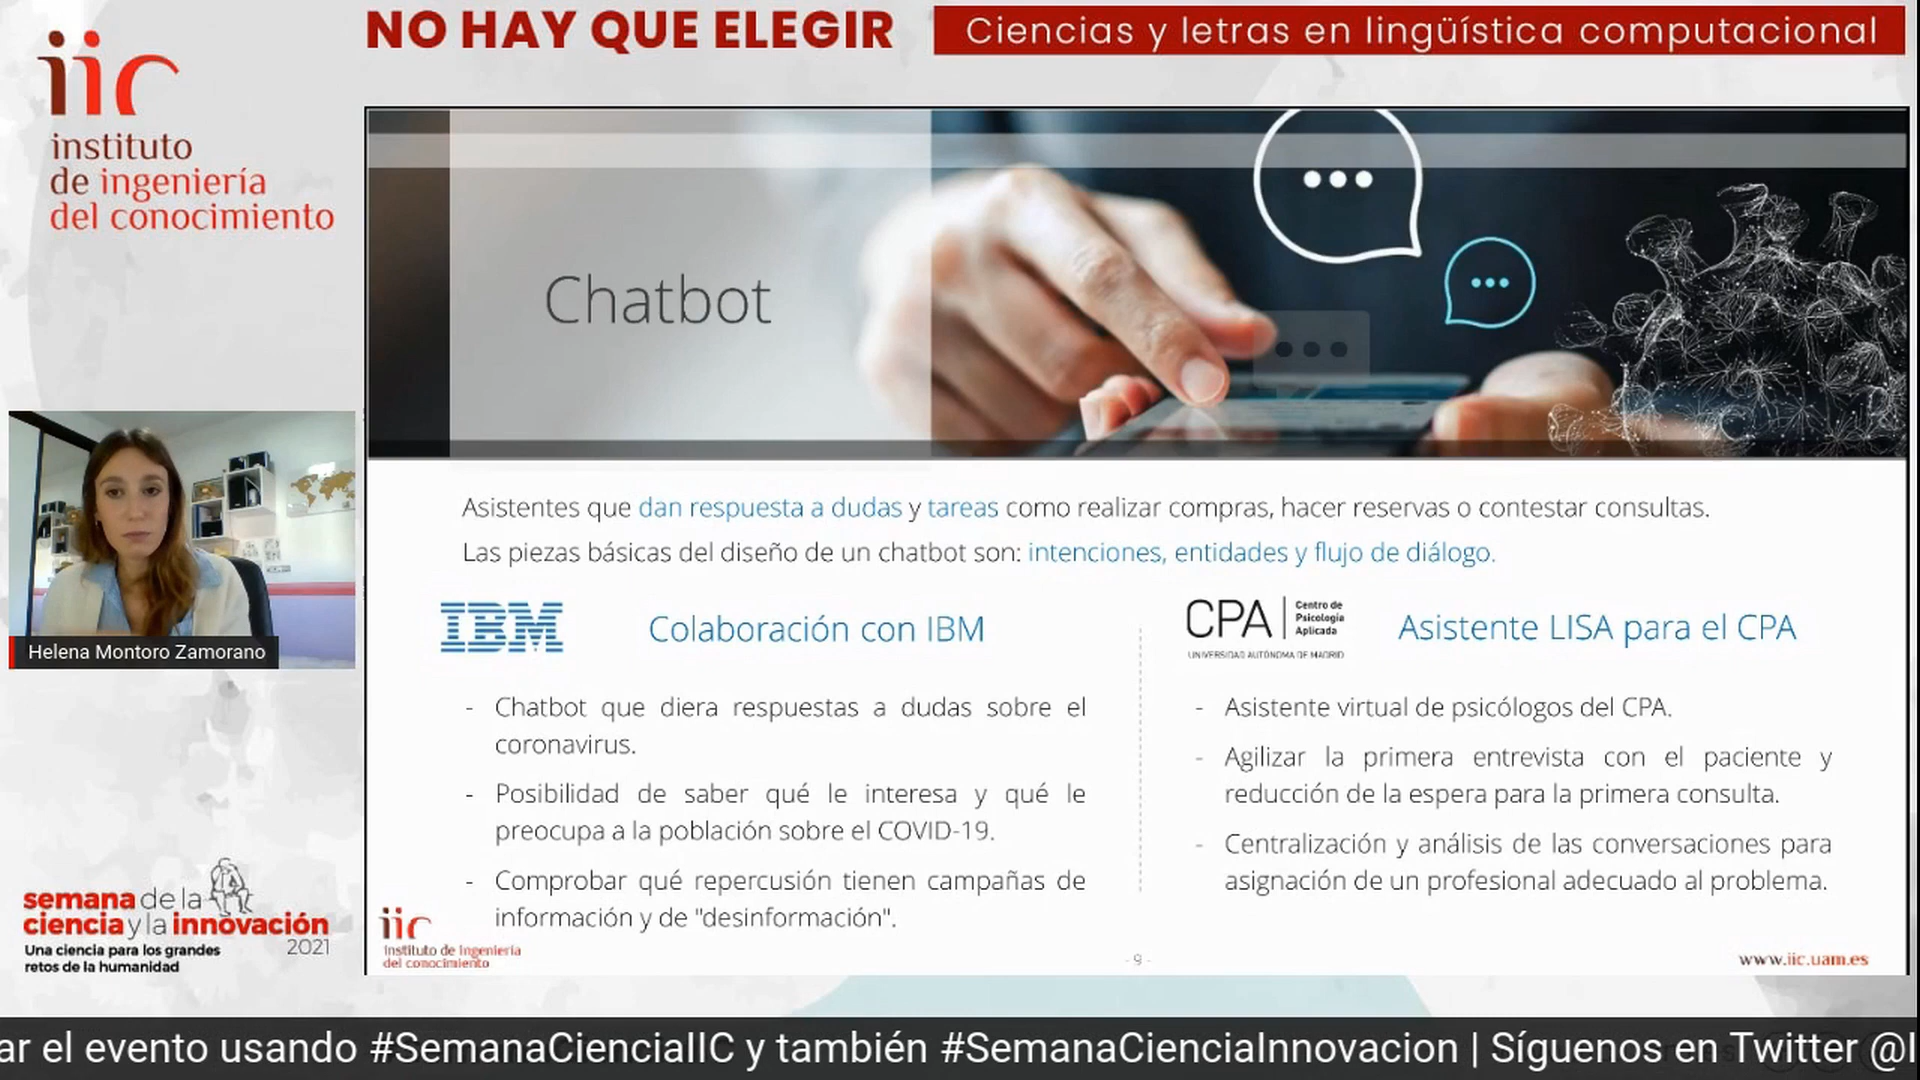 NO HAY QUE ELEGIR
Ciencias y letras en lingüística computacional
iic
instituto
de ingeniería
del conocimiento
Chatbot
Asistentes que dan respuesta a dudas y tareas como realizar compras, hacer reservas o contestar consultas.
Las piezas básicas del diseño de un chatbot son: intenciones, entidades y flujo de diálogo.
IBM
Colaboración con IBM
- Chatbot que diera respuestas a dudas sobre el
coronavirus.
- Posibilidad de saber qué le interesa y qué le
preocupa a la población sobre el COVID-19.
- Comprobar qué repercusión tienen campañas de
información y de "desinformación".
CPA
Centro de
Psicología
Aplicada
UNIVERSIDAD AUTÓNOMA DE MADRID
Asistente LISA para el CPA
- Asistente virtual de psicólogos del CPA.
- Agilizar la primera entrevista con el paciente y
reducción de la espera para la primera consulta.
- Centralización y análisis de las conversaciones para
asignación de un profesional adecuado al problema.
iic
instituto de ingeniería
del conocimiento
- 9 -
www.iic.uam.es
Helena Montoro Zamorano
semana de la
ciencia y la innovación
2021
Una ciencia para los grandes
retos de la humanidad
ar el evento usando #SemanaCienciaIIC y también #SemanaCienciaInnovacion | Síguenos en Twitter @I